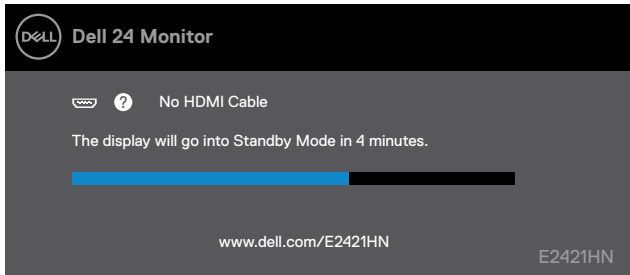 DELL Dell 24 Monitor
? No HDMI Cable
The display will go into Standby Mode in 4 minutes.
www.dell.com/E2421HN
E2421HN